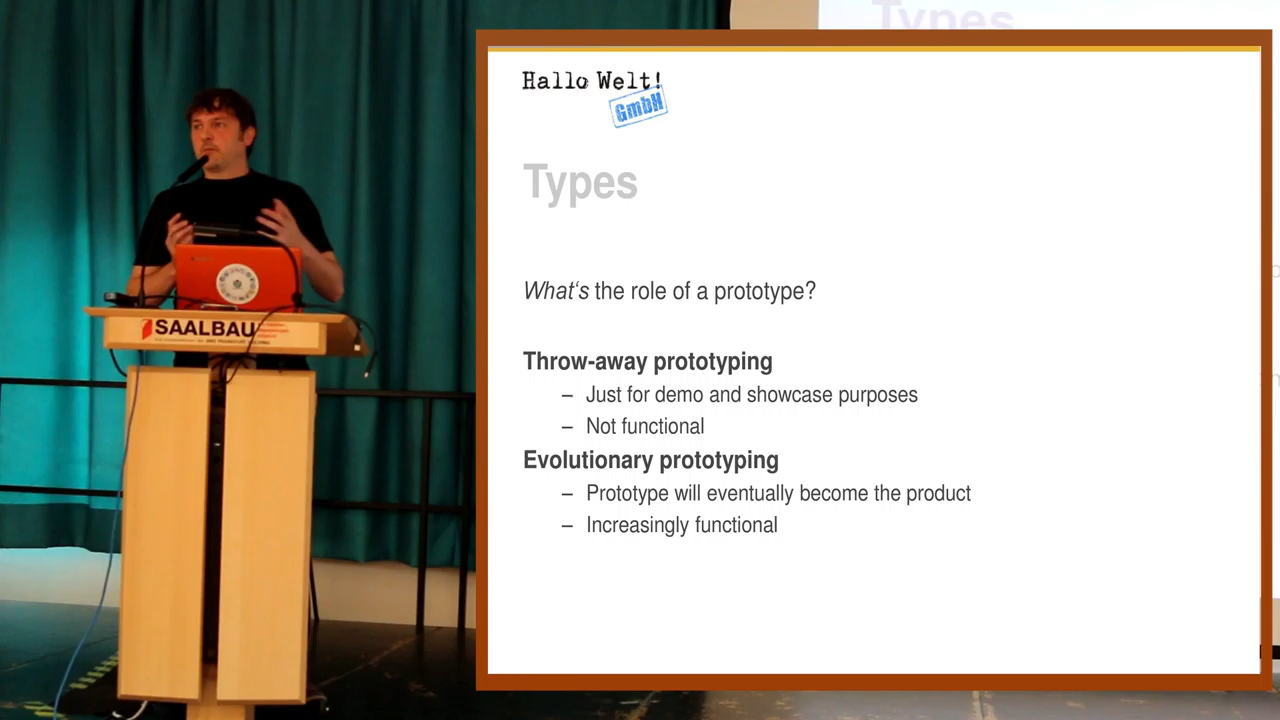 Types
Hallo Welt!
GmbH
Types
What's the role of a prototype?
Throw-away prototyping
– Just for demo and showcase purposes
– Not functional
Evolutionary prototyping
– Prototype will eventually become the product
– Increasingly functional
SAALBAU